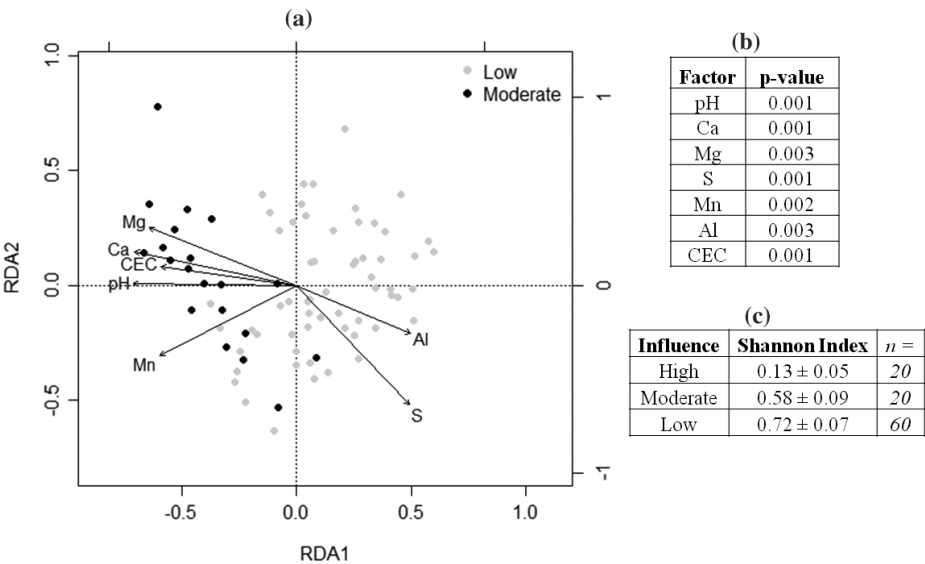 (a)
1.0
0.5
0.0
-0.5
RDA2
-0.5
0.0
0.5
1.0
RDA1
1
0
-1
Low
Moderate
Mg
Ca
CEC
pH
Mn
Al
S
(b)
Factor p-value
pH 0.001
Ca 0.001
Mg 0.003
S 0.001
Mn 0.002
Al 0.003
CEC 0.001
(c)
Influence Shannon Index n =
High 0.13 ± 0.05 20
Moderate 0.58 ± 0.09 20
Low 0.72 ± 0.07 60